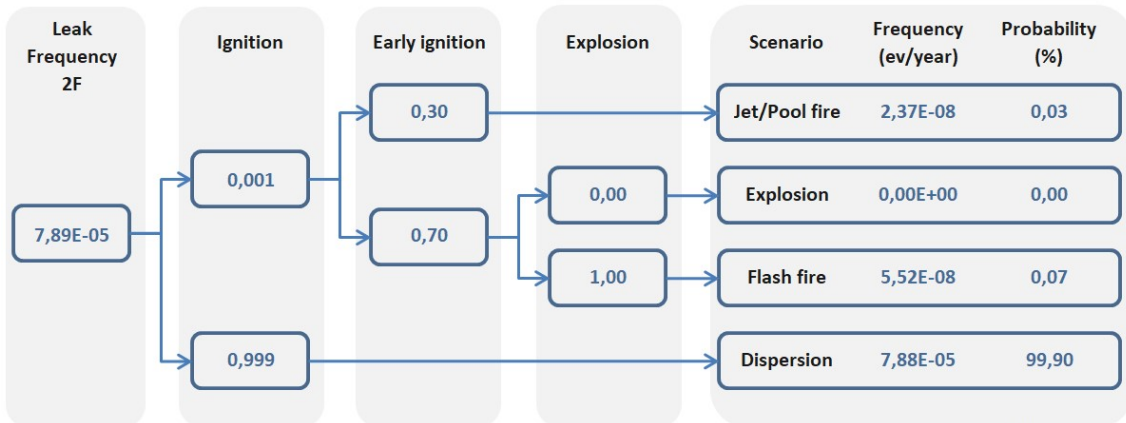 Leak
Frequency
2F
Ignition
Early ignition
Explosion
Scenario
Frequency
(ev/year)
Probability
(%)
0,30
Jet/Pool fire 2,37E-08 0,03
0,001
0,00
Explosion 0,00E+00 0,00
7,89E-05
0,70
1,00
Flash fire 5,52E-08 0,07
0,999
Dispersion 7,88E-05 99,90